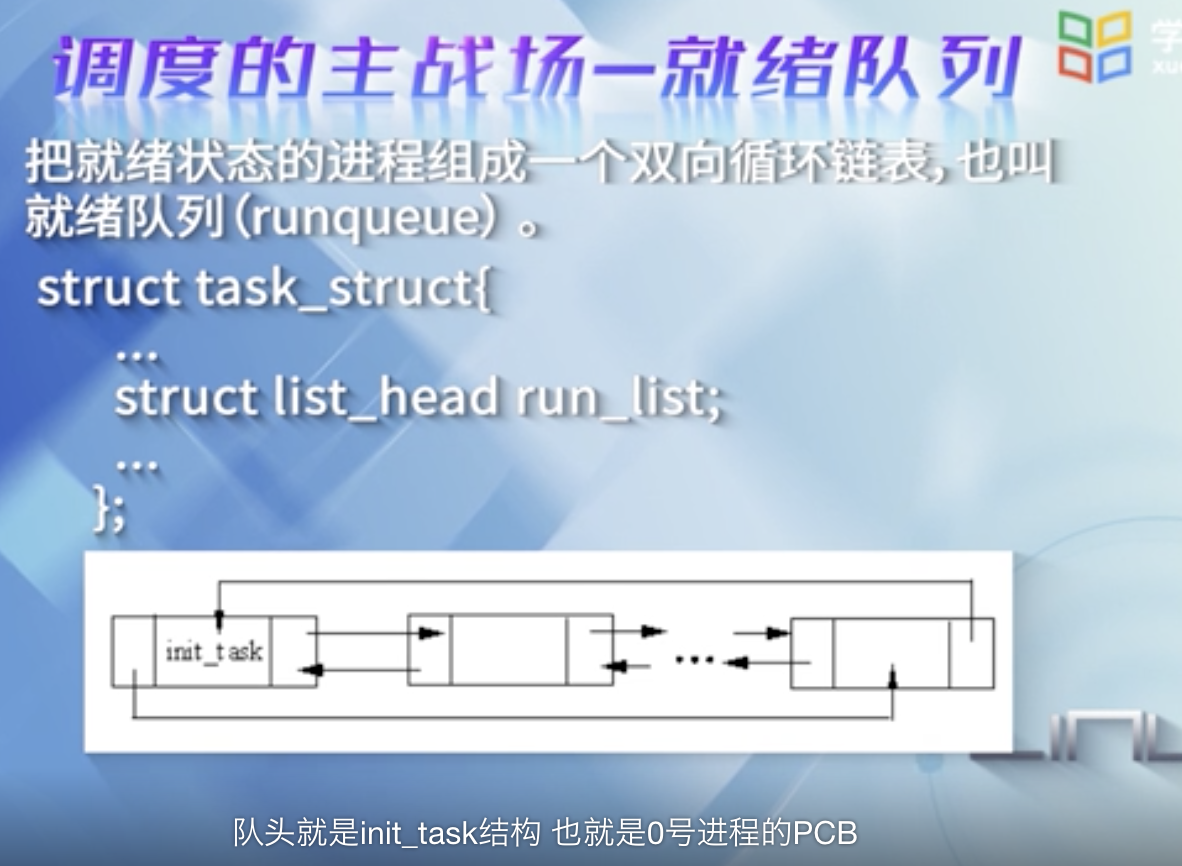 调度的主战场—就绪队列
学
把就绪状态的进程组成一个双向循环链表，也叫
就绪队列（runqueue）。
struct task_struct{
...
struct list_head run_list;
...
};
init_task
...
队头就是init_task结构 也就是0号进程的PCB